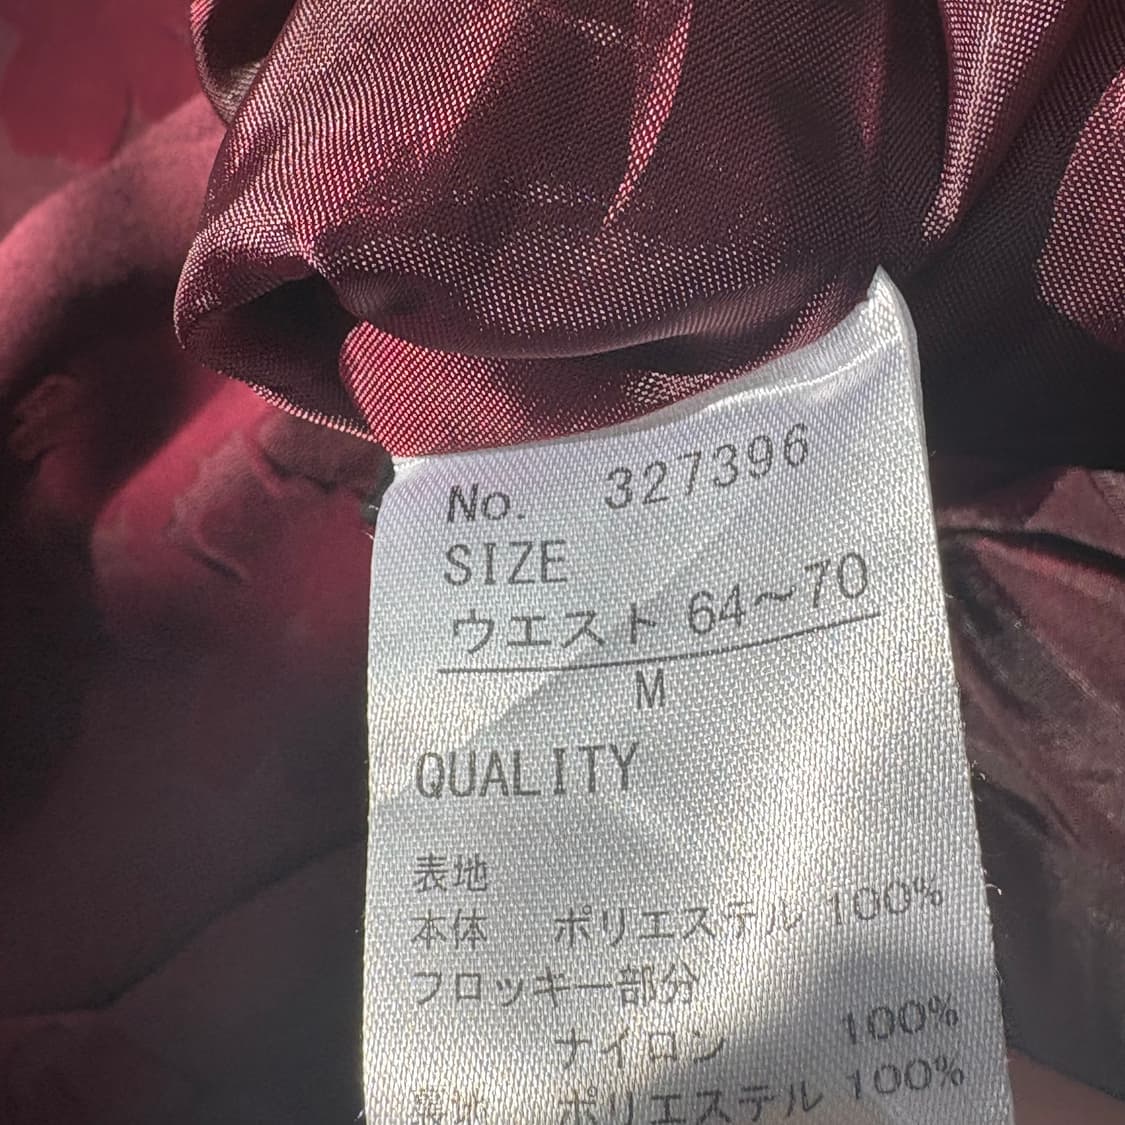 No. 327396
SIZE
ウエスト 64～70
M
QUALITY
表地
本体 ポリエステル 100%
フロッキー部分
ナイロン 100%
裏地 ポリエステル 100%